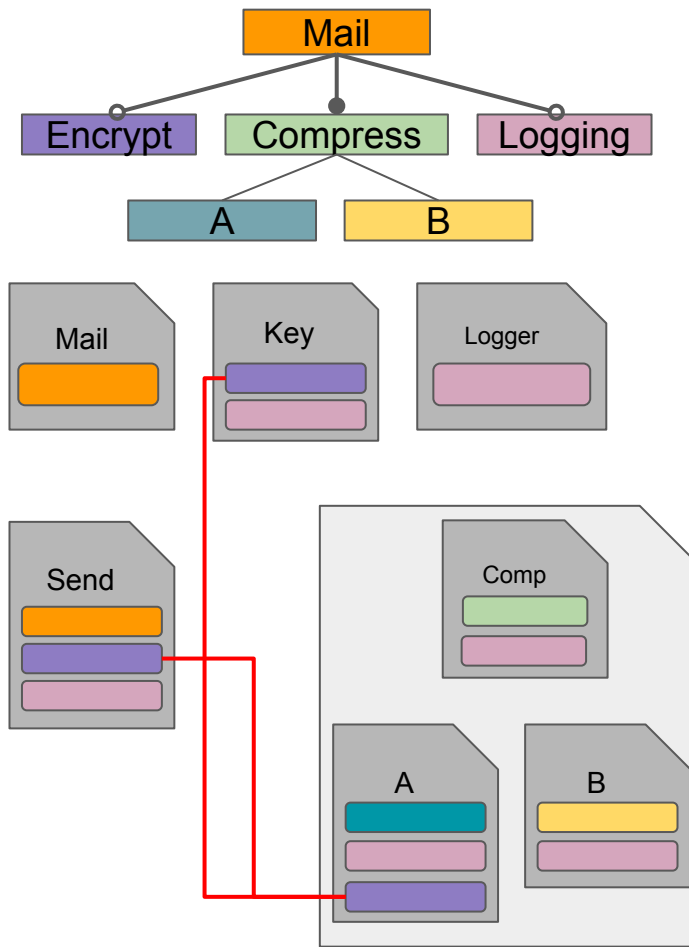 Mail
Encrypt
Compress
Logging
A
B
Mail
Key
Logger
Send
Comp
A
B